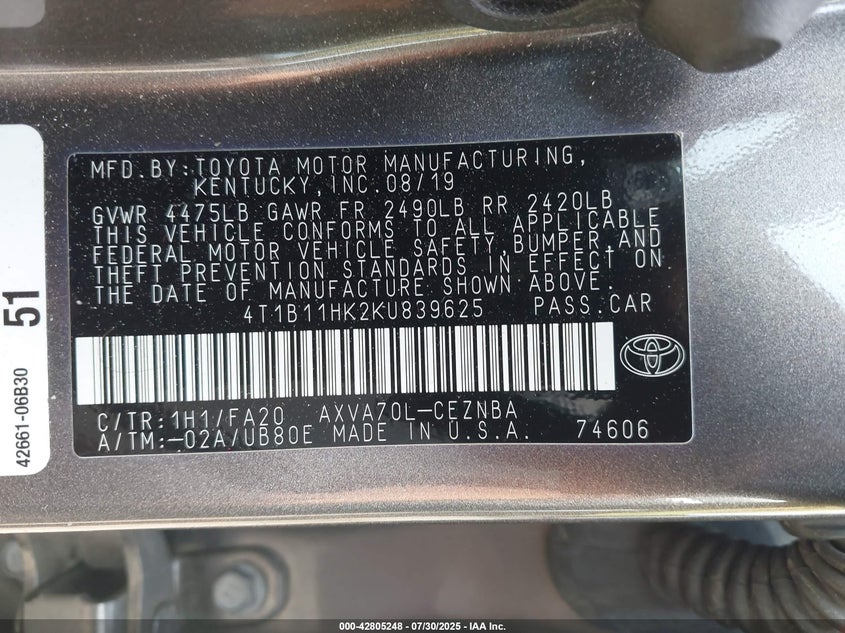 MFD.BY:TOYOTA MOTOR MANUFACTURING,
KENTUCKY,INC.08/19
GVWR 4475LB GAWR FR 2490LB RR 2420LB
THIS VEHICLE CONFORMS TO ALL APPLICABLE
FEDERAL MOTOR VEHICLE SAFETY,BUMPER,AND
THEFT PREVENTION STANDARDS IN EFFECT ON
THE DATE OF MANUFACTURE SHOWN ABOVE.
4T1B11HK2KU839625 PASS.CAR
C/TR:1H1/FA20 AXVA70L-CEZNBA
A/TM:-02A/UB80E MADE IN U.S.A. 74606
51
42661-06B30
000-42805248 - 07/30/2025 - IAA Inc.